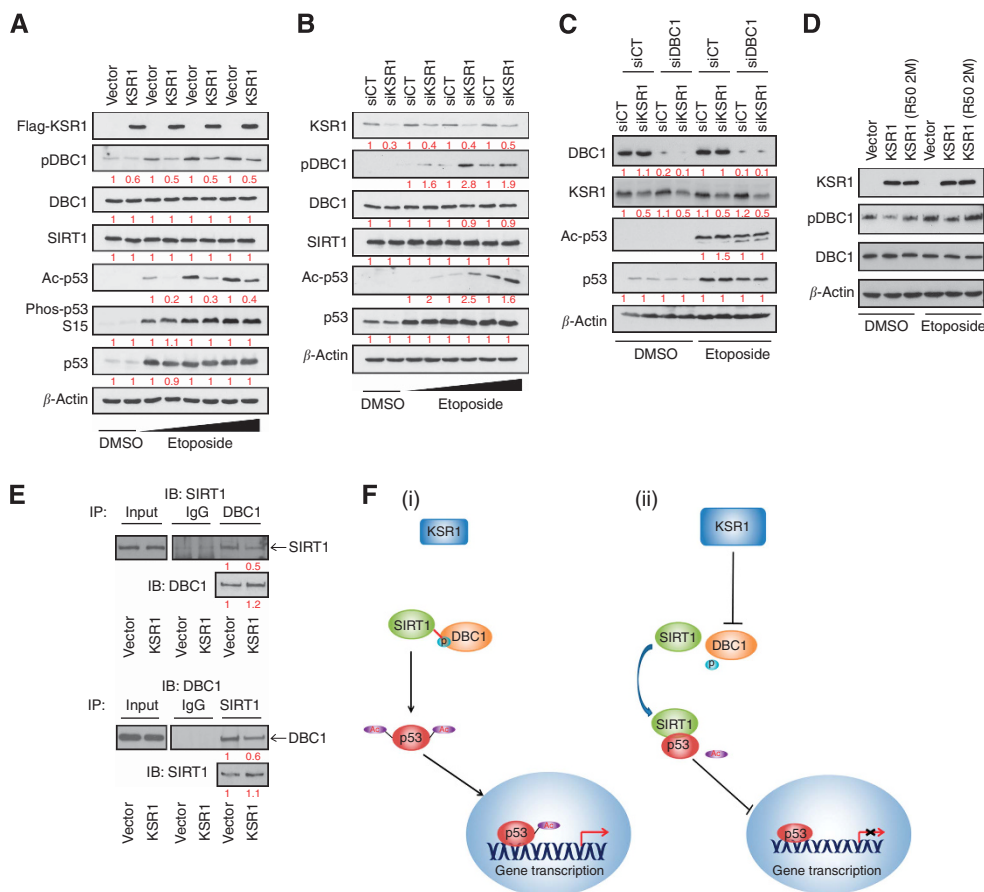 A
Vector
KSR1
Vector
KSR1
Vector
KSR1
Vector
KSR1
Flag-KSR1
pDBC1
1 0.6 1 0.5 1 0.5 1 0.5
DBC1
1 1 1 1 1 1 1 1
SIRT1
1 1 1 1 1 1 1 1
Ac-p53
1 0.2 1 0.3 1 0.4
Phos-p53
S15
1 1 1 1.1 1 1 1 1
p53
1 1 1 0.9 1 1 1 1
β-Actin
DMSO Etoposide
B
siCT
siKSR1
siCT
siKSR1
siCT
siKSR1
siCT
siKSR1
KSR1
1 0.3 1 0.4 1 0.4 1 0.5
pDBC1
1 1.6 1 2.8 1 1.9
DBC1
1 1 1 1 1 0.9 1 0.9
SIRT1
1 1 1 1 1 1 1 1
Ac-p53
1 2 1 2.5 1 1.6
p53
1 1 1 1 1 1 1 1
β-Actin
DMSO Etoposide
C
siCT
siDBC1
siCT
siDBC1
siCT
siKSR1
siCT
siKSR1
siCT
siKSR1
siCT
siKSR1
DBC1
1 1.1 0.2 0.1 1 1 0.1 0.1
KSR1
1 0.5 1.1 0.5 1.1 0.5 1.2 0.5
Ac-p53
1 1.5 1 1
p53
1 1 1 1 1 1 1 1
β-Actin
DMSO Etoposide
D
Vector
KSR1
KSR1 (R50 2M)
Vector
KSR1
KSR1 (R50 2M)
KSR1
pDBC1
DBC1
β-Actin
DMSO Etoposide
E
IB: SIRT1
IP: Input IgG DBC1
SIRT1
1 0.5
IB: DBC1
1 1.2
Vector
KSR1
Vector
KSR1
Vector
KSR1
IB: DBC1
IP: Input IgG SIRT1
DBC1
1 0.6
IB: SIRT1
1 1.1
Vector
KSR1
Vector
KSR1
Vector
KSR1
F
(i)
KSR1
SIRT1
p
DBC1
Ac
p53
Ac
p53
Ac
Gene transcription
(ii)
KSR1
SIRT1
DBC1
p
SIRT1
p53
Ac
p53
Gene transcription